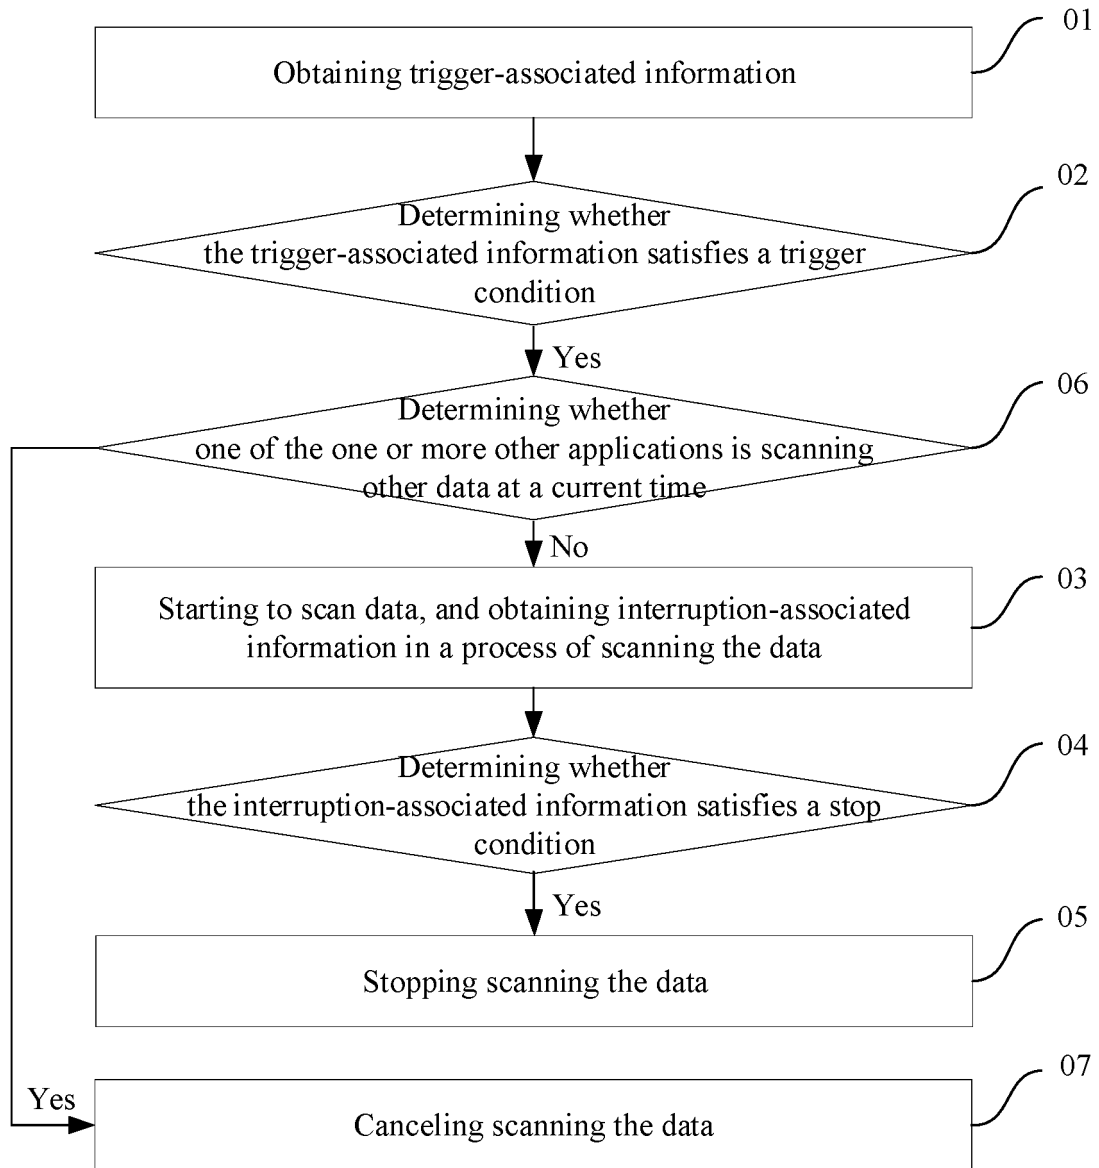 01
Obtaining trigger-associated information
02
Determining whether
the trigger-associated information satisfies a trigger
condition
Yes
06
Determining whether
one of the one or more other applications is scanning
other data at a current time
No
03
Starting to scan data, and obtaining interruption-associated
information in a process of scanning the data
04
Determining whether
the interruption-associated information satisfies a stop
condition
Yes
05
Stopping scanning the data
07
Yes
Canceling scanning the data